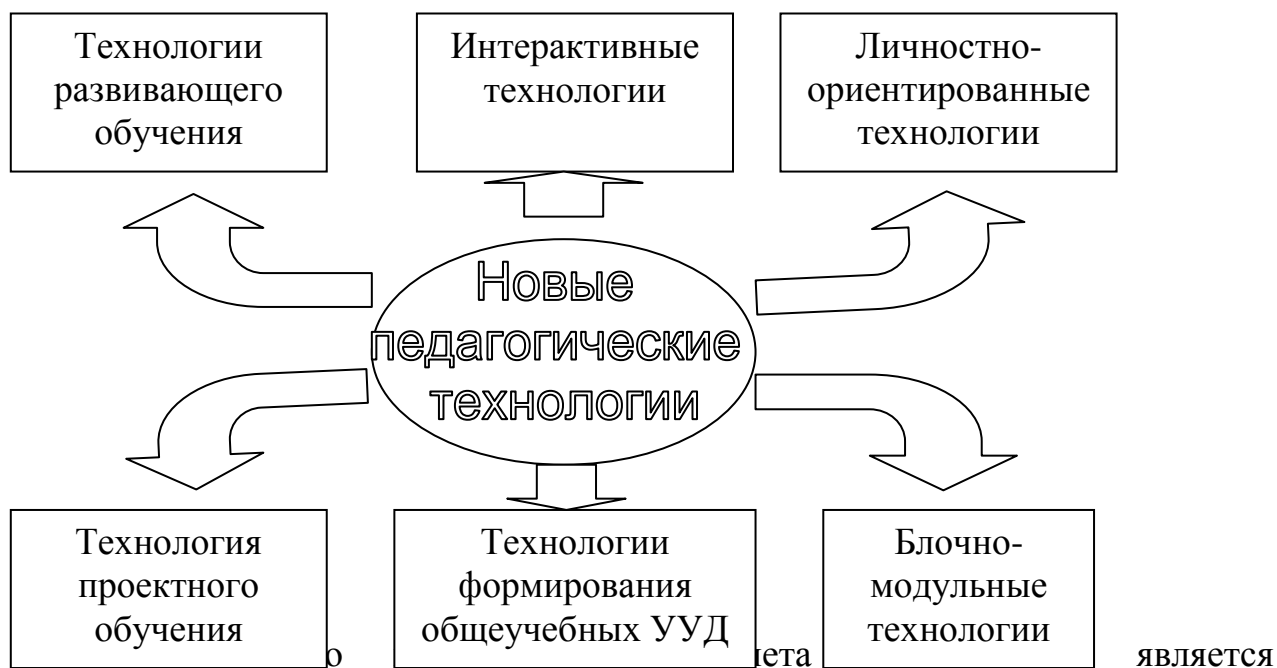 Технологии
развивающего
обучения
Интерактивные
технологии
Личностно-
ориентированные
технологии
Новые
педагогические
технологии
Технология
проектного
обучения
Технологии
формирования
общеучебных УУД
Блочно-
модульные
технологии
является